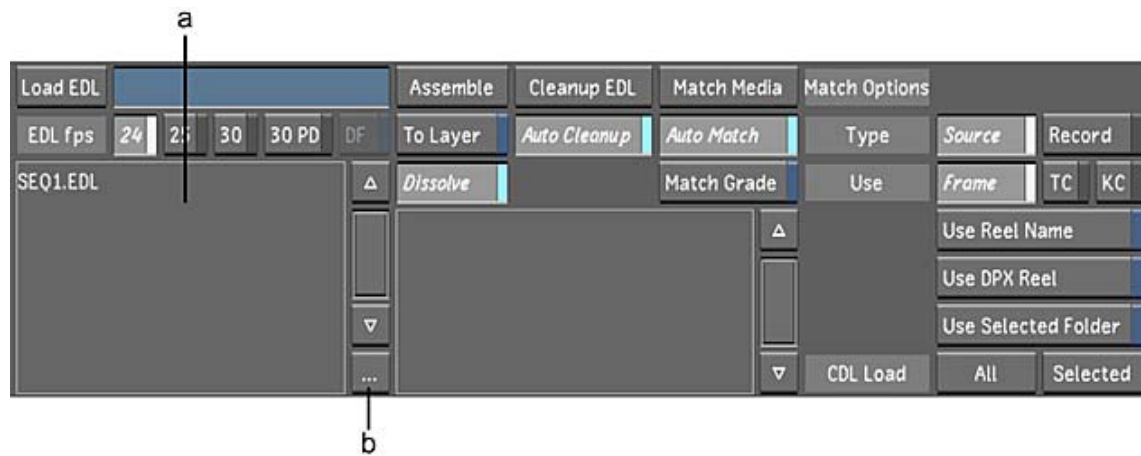 a
Load EDL Assemble Cleanup EDL Match Media Match Options
EDL fps 24 25 30 30 PD DF To Layer Auto Cleanup Auto Match Type Source Record
SEQ1.EDL Dissolve Match Grade Use Frame TC KC
Use Reel Name
Use DPX Reel
Use Selected Folder
... CDL Load All Selected
b